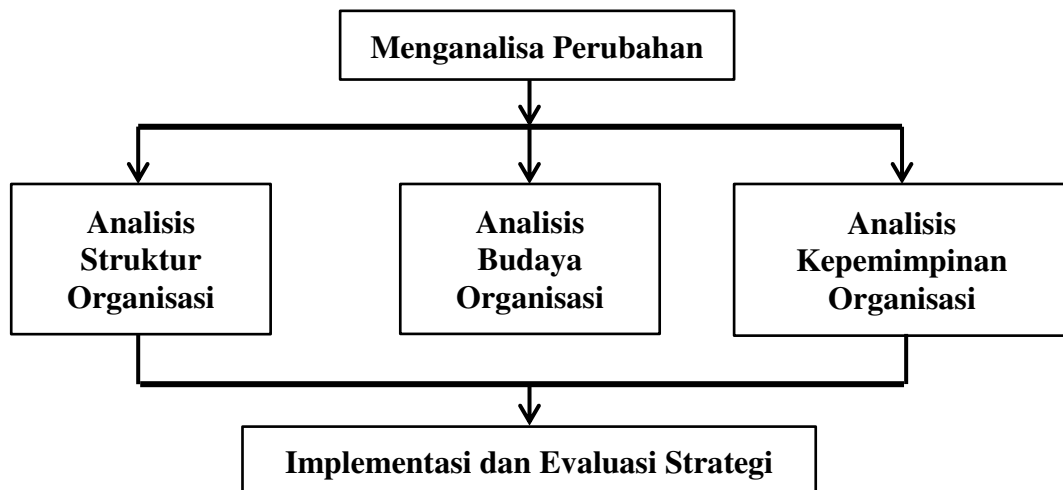 Menganalisa Perubahan
Analisis
Struktur
Organisasi
Analisis
Budaya
Organisasi
Analisis
Kepemimpinan
Organisasi
Implementasi dan Evaluasi Strategi